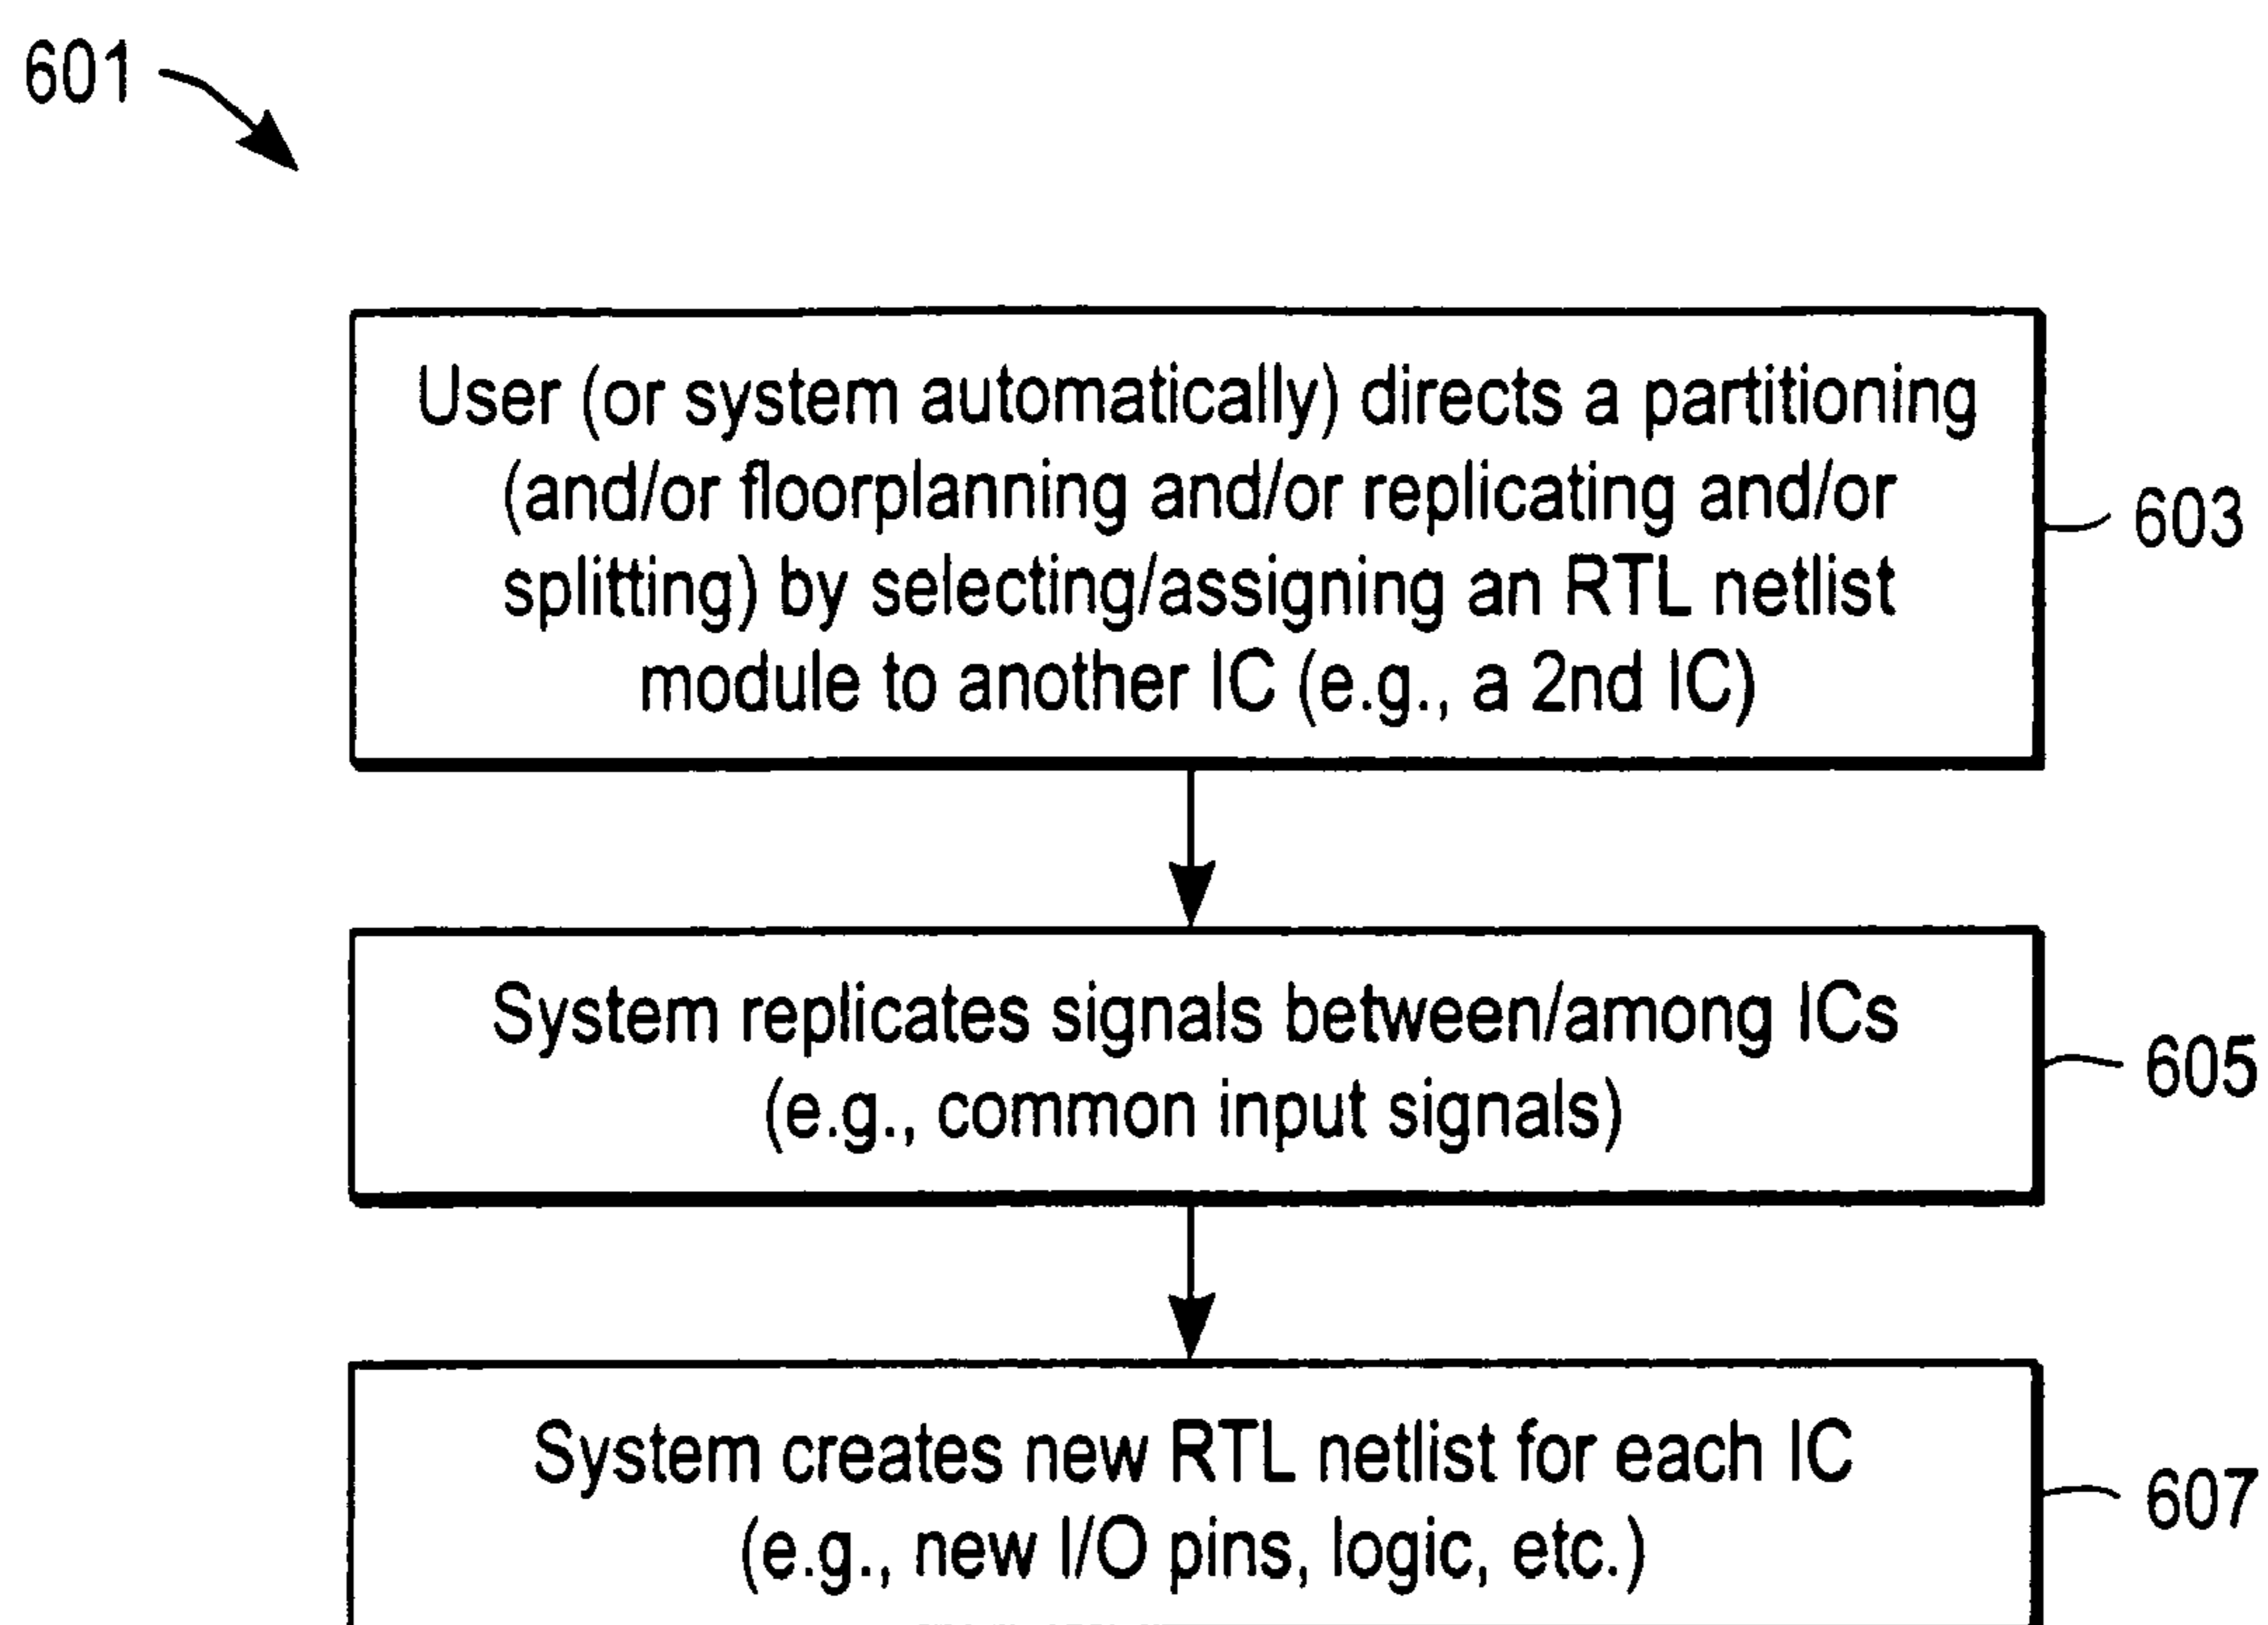 601
User (or system automatically) directs a partitioning
(and/or floorplanning and/or replicating and/or
splitting) by selecting/assigning an RTL netlist
module to another IC (e.g., a 2nd IC)
603
System replicates signals between/among ICs
(e.g., common input signals)
605
System creates new RTL netlist for each IC
(e.g., new I/O pins, logic, etc.)
607